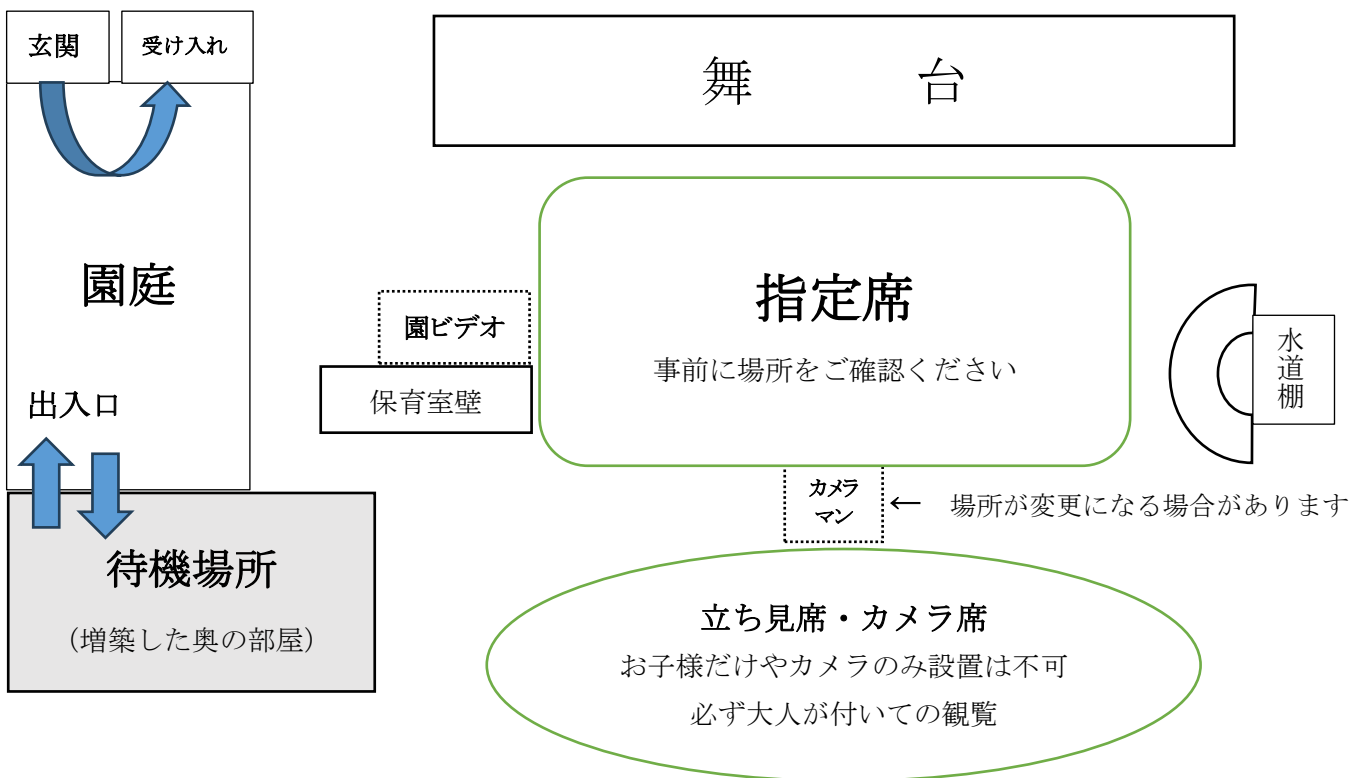 玄関
受け入れ
舞　台
園庭
指定席
事前に場所をご確認ください
園ビデオ
保育室壁
水道棚
出入口
カメラ
マン
← 場所が変更になる場合があります
待機場所
（増築した奥の部屋）
立ち見席・カメラ席
お子様だけやカメラのみ設置は不可
必ず大人が付いての観覧